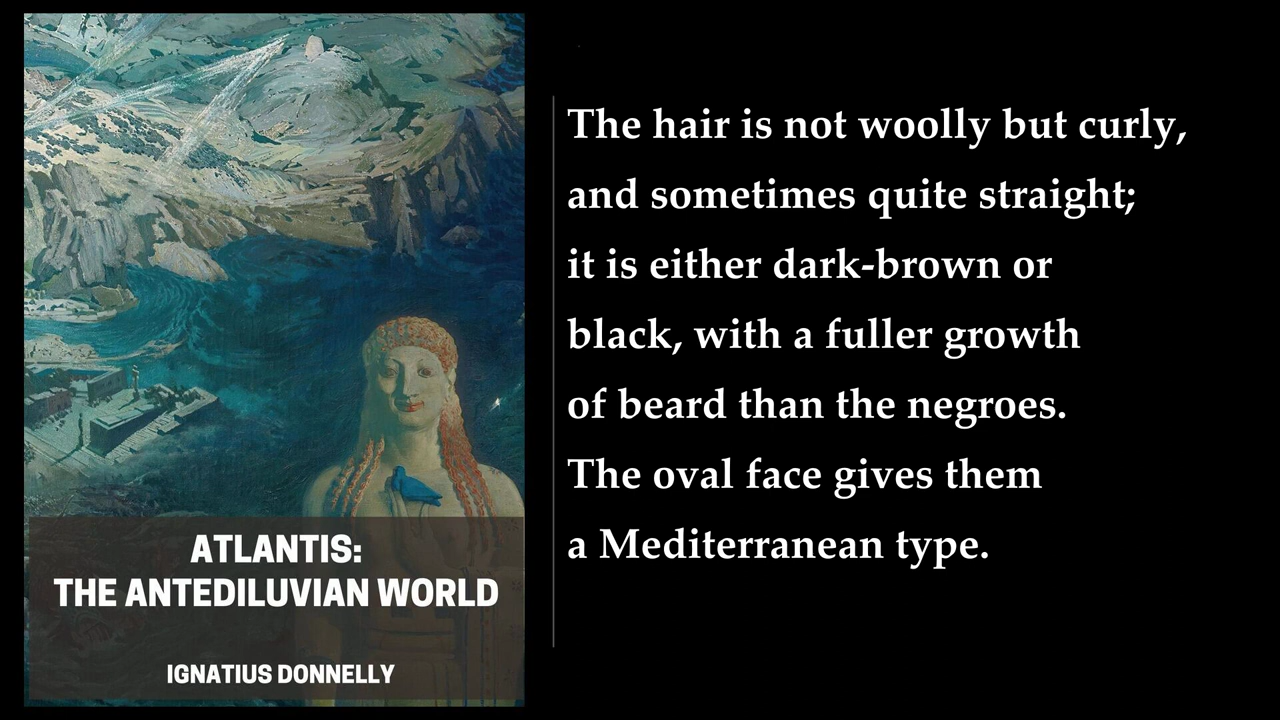 The hair is not woolly but curly,
and sometimes quite straight;
it is either dark-brown or
black, with a fuller growth
of beard than the negroes.
The oval face gives them
a Mediterranean type.
ATLANTIS:
THE ANTEDILUVIAN WORLD
IGNATIUS DONNELLY